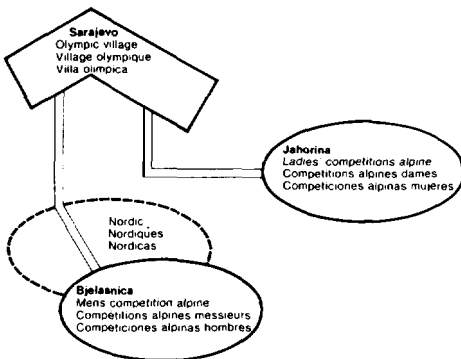 Sarajevo
Olympic village
Village olympique
Villa olimpica
Jahorina
Ladies' competitions alpine
Competitions alpines dames
Competiciones alpinas mujeres
Nordic
Nordiques
Nordicas
Bjelasnica
Mens competition alpine
Compétitions alpines messieurs
Competiciones alpinas hombres